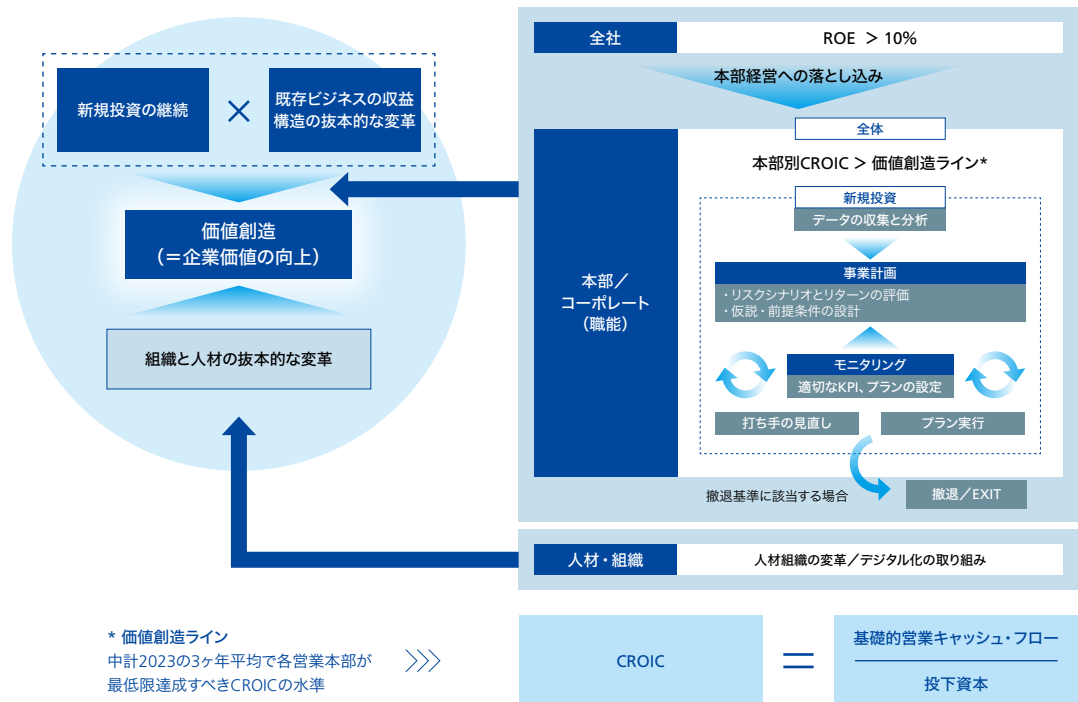 新規投資の継続
×
既存ビジネスの収益
構造の抜本的な変革
価値創造
（＝企業価値の向上）
組織と人材の抜本的な変革
全社
ROE ＞ 10%
本部経営への落とし込み
本部／
コーポレート
（職能）
全体
本部別CROIC＞価値創造ライン*
新規投資
データの収集と分析
事業計画
・リスクシナリオとリターンの評価
・仮説・前提条件の設計
モニタリング
適切なKPI、プランの設定
打ち手の見直し
プラン実行
撤退基準に該当する場合
撤退／EXIT
人材・組織
人材組織の変革／デジタル化の取り組み
* 価値創造ライン
中計2023の3ヶ年平均で各営業本部が
最低限達成すべきCROICの水準
CROIC
＝
基礎的営業キャッシュ・フロー
投下資本